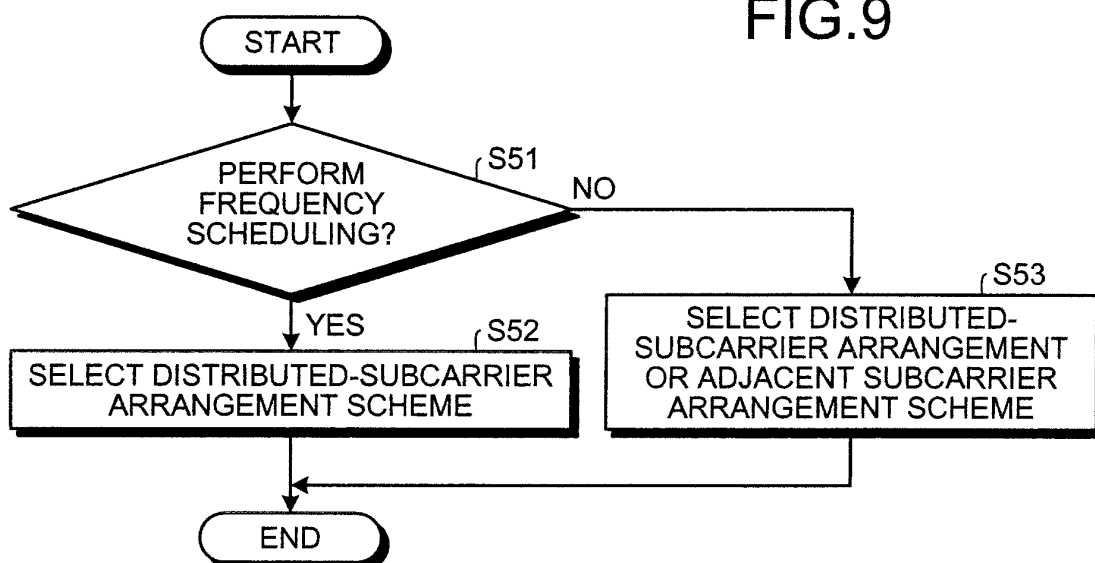 FIG.9
START
PERFORM
FREQUENCY
SCHEDULING?
S51
NO
YES
S52
SELECT DISTRIBUTED-SUBCARRIER
ARRANGEMENT SCHEME
S53
SELECT DISTRIBUTED-
SUBCARRIER ARRANGEMENT
OR ADJACENT SUBCARRIER
ARRANGEMENT SCHEME
END